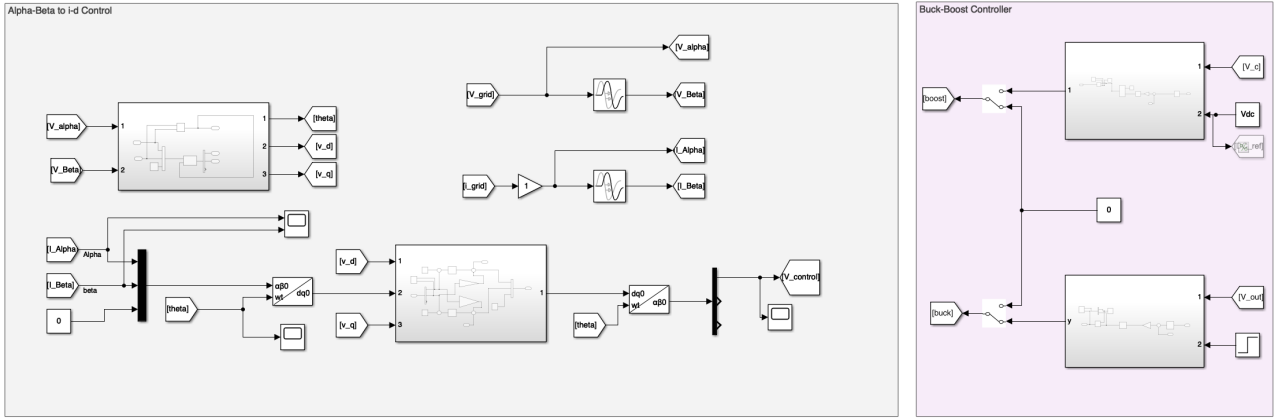 Alpha-Beta to i-d Control
[V_alpha]
[V_grid]
[V_Beta]
[V_alpha]
1
1
[theta]
2
[v_d]
[V_Beta]
2
3
[v_q]
[I_Alpha]
[i_grid]
1
[I_Beta]
[I_Alpha]
Alpha
[I_Beta]
beta
0
αβ0
wt
dq0
[theta]
[v_d]
1
2
1
[v_q]
3
dq0
wt
αβ0
[theta]
[V_control]
Buck-Boost Controller
1
[V_c]
[boost]
1
2
Vdc
0
1
[V_out]
[buck]
y
2